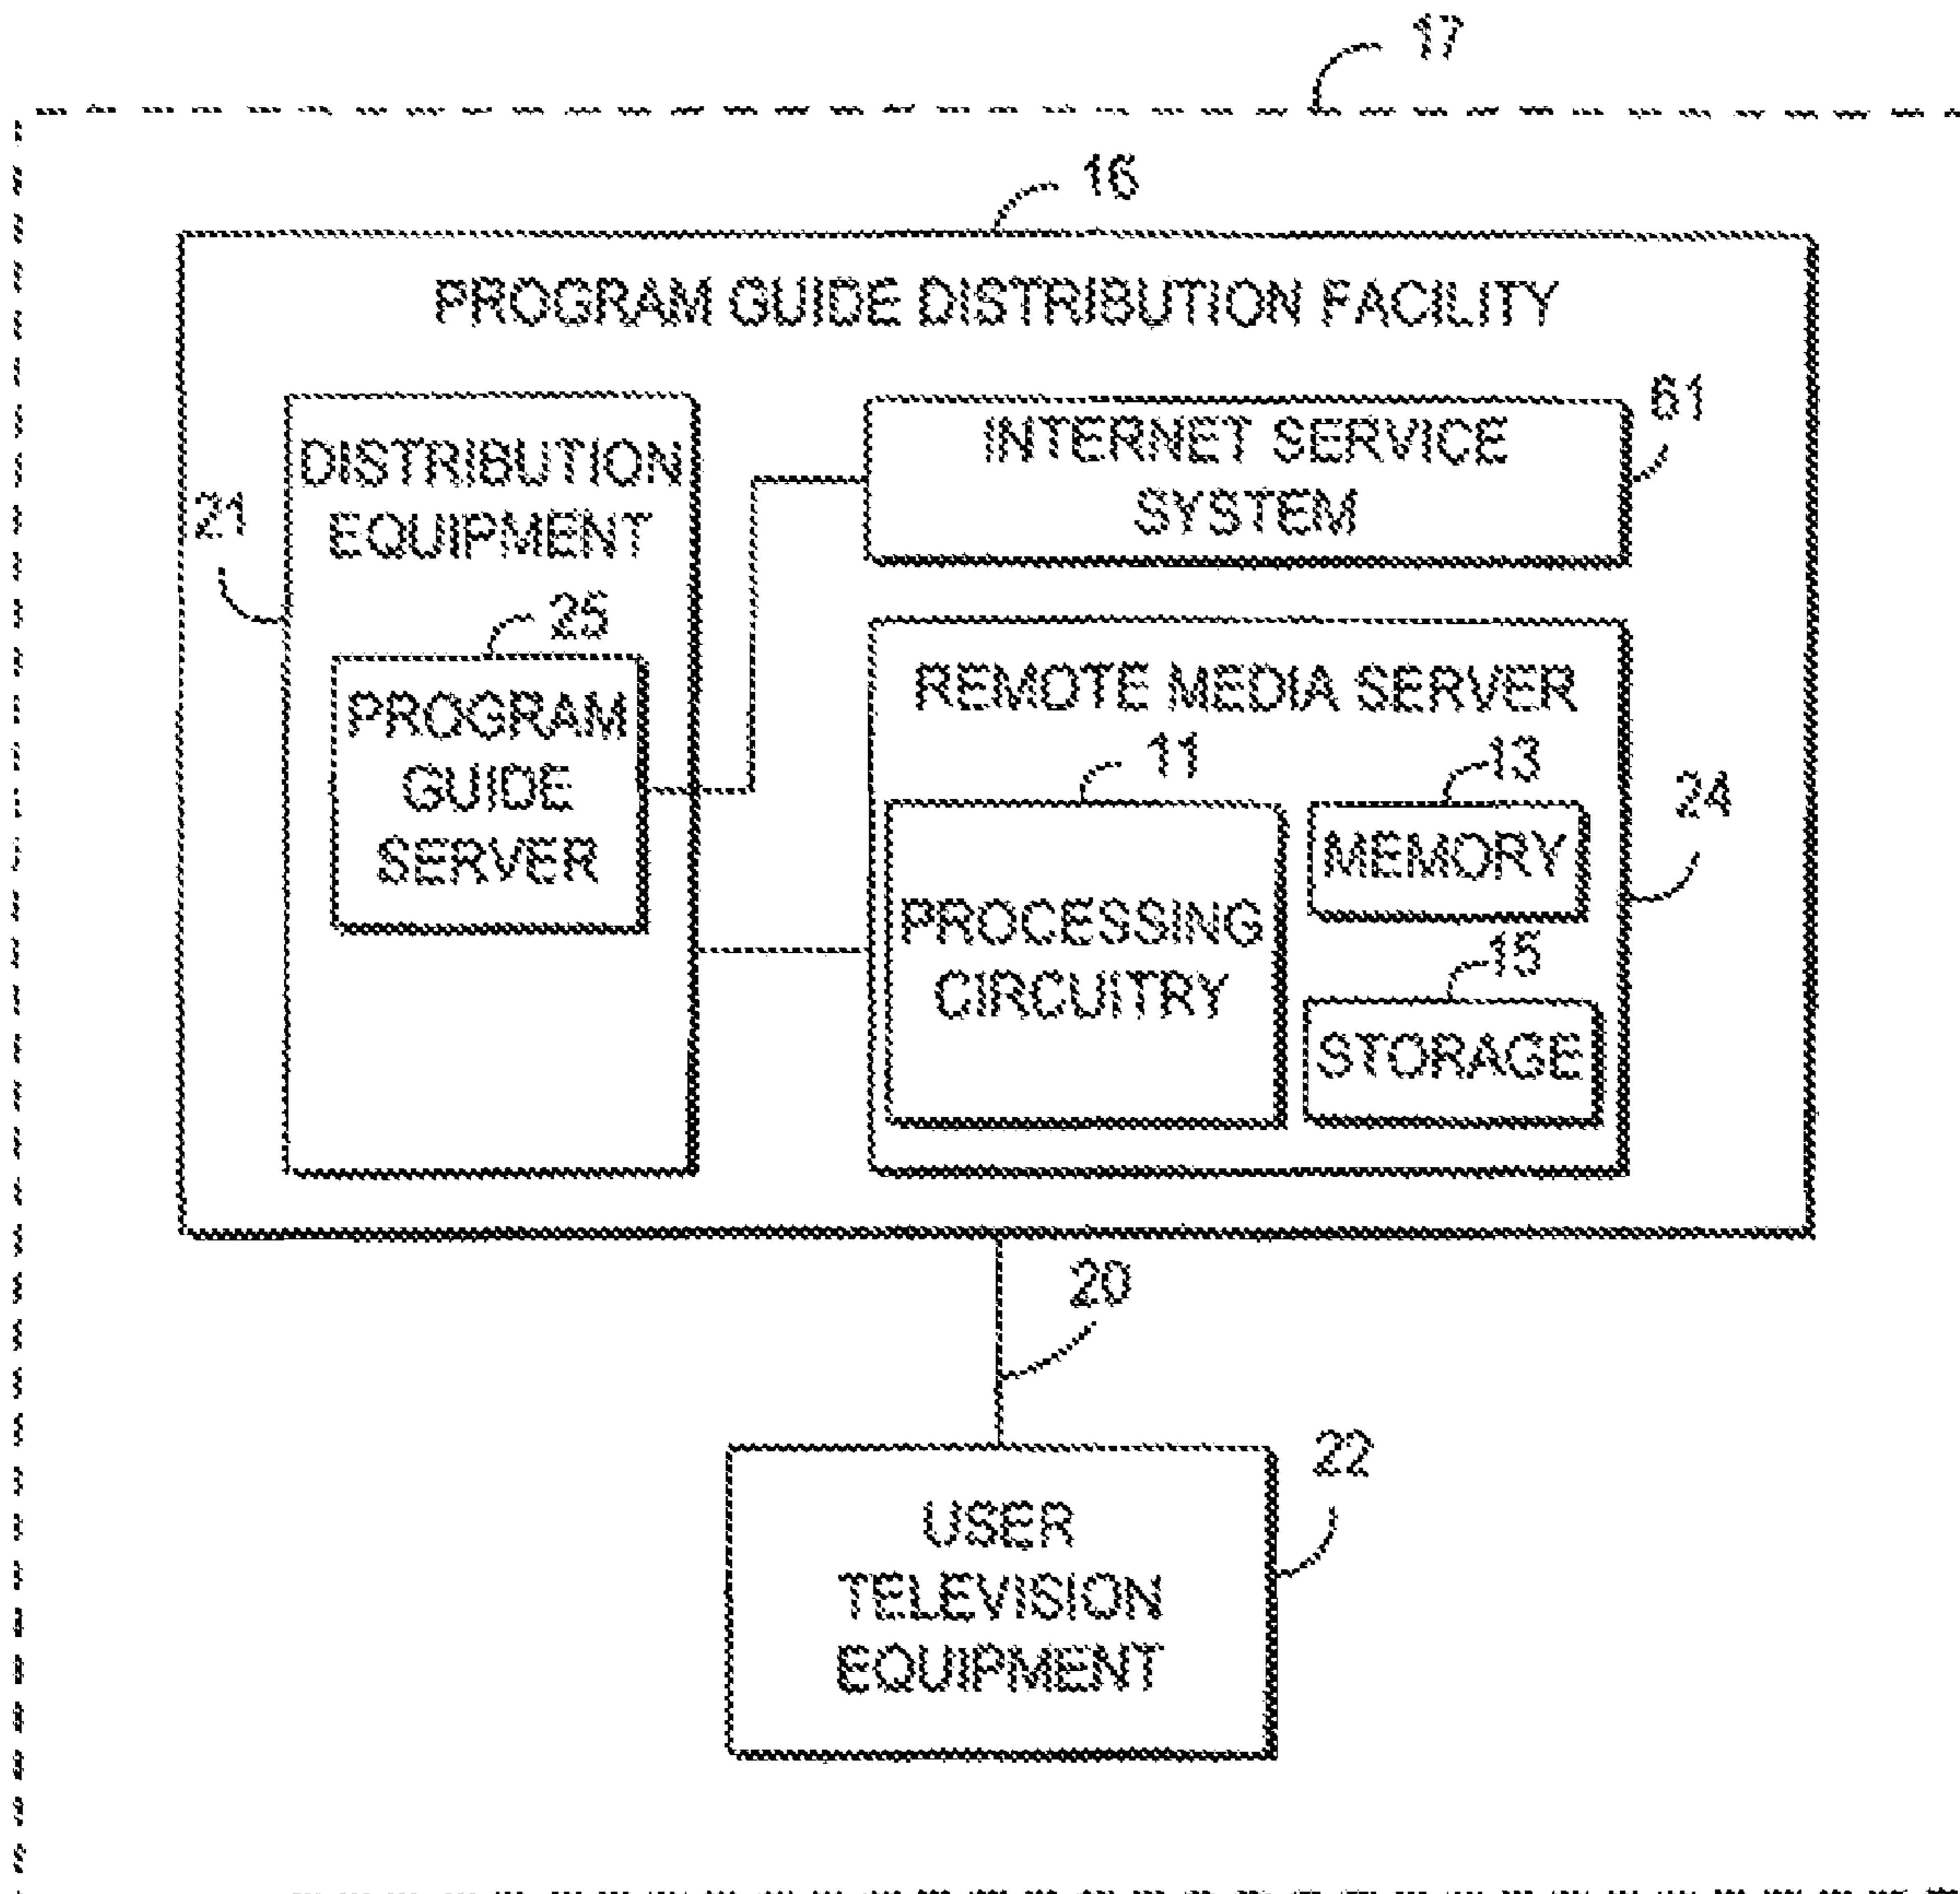 17
16
PROGRAM GUIDE DISTRIBUTION FACILITY
61
INTERNET SERVICE
SYSTEM
DISTRIBUTION
EQUIPMENT
21
25
PROGRAM
GUIDE
SERVER
REMOTE MEDIA SERVER
11
13
24
MEMORY
PROCESSING
CIRCUITRY
15
STORAGE
20
22
USER
TELEVISION
EQUIPMENT